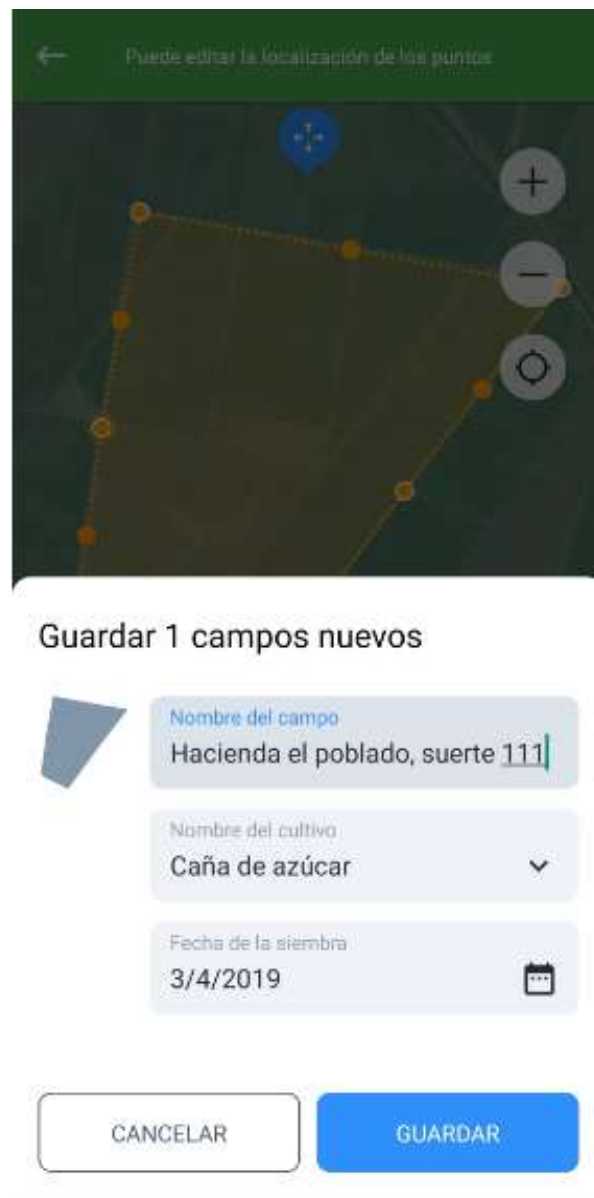 Puede editar la localización de los puntos
Guardar 1 campos nuevos
Nombre del campo
Hacienda el poblado, suerte 111
Nombre del cultivo
Caña de azúcar
Fecha de la siembra
3/4/2019
CANCELAR
GUARDAR